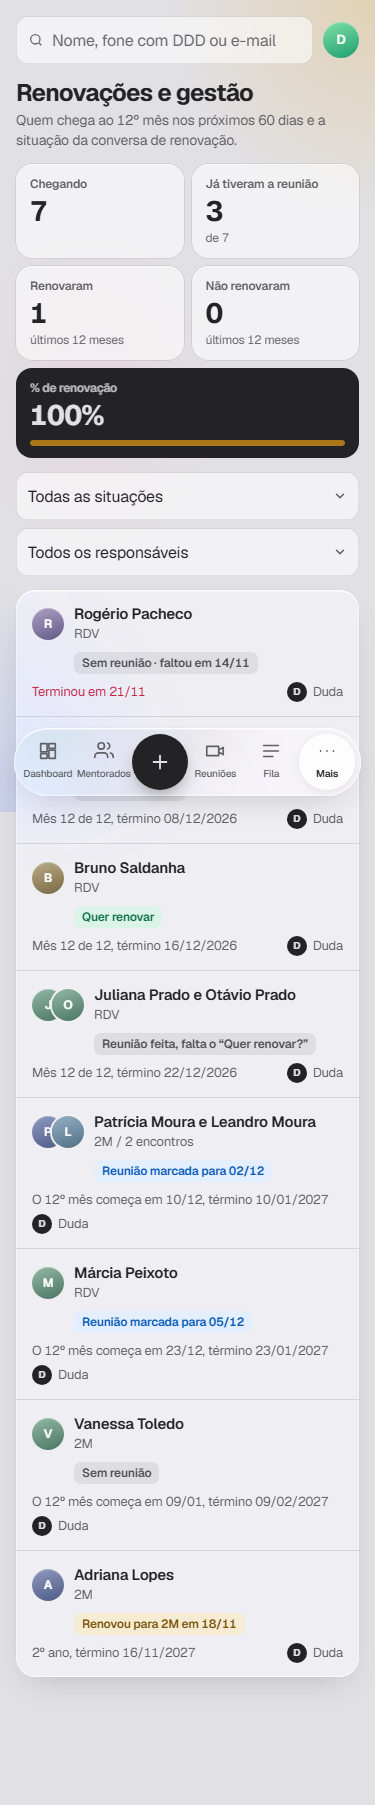 Nome, fone com DDD ou e-mail
D
Renovações e gestão
Quem chega ao 12º mês nos próximos 60 dias e a
situação da conversa de renovação.
Chegando
7
Já tiveram a reunião
3
de 7
Renovaram
1
últimos 12 meses
Não renovaram
0
últimos 12 meses
% de renovação
100%
Todas as situações
Todos os responsáveis
R
Rogério Pacheco
RDV
Sem reunião · faltou em 14/11
Terminou em 21/11
D Duda
Dashboard
Mentorados
Reuniões
Fila
Mais
Mês 12 de 12, término 08/12/2026
D Duda
B
Bruno Saldanha
RDV
Quer renovar
Mês 12 de 12, término 16/12/2026
D Duda
J O
Juliana Prado e Otávio Prado
RDV
Reunião feita, falta o “Quer renovar?”
Mês 12 de 12, término 22/12/2026
D Duda
P L
Patrícia Moura e Leandro Moura
2M / 2 encontros
Reunião marcada para 02/12
O 12º mês começa em 10/12, término 10/01/2027
D Duda
M
Márcia Peixoto
RDV
Reunião marcada para 05/12
O 12º mês começa em 23/12, término 23/01/2027
D Duda
V
Vanessa Toledo
2M
Sem reunião
O 12º mês começa em 09/01, término 09/02/2027
D Duda
A
Adriana Lopes
2M
Renovou para 2M em 18/11
2º ano, término 16/11/2027
D Duda